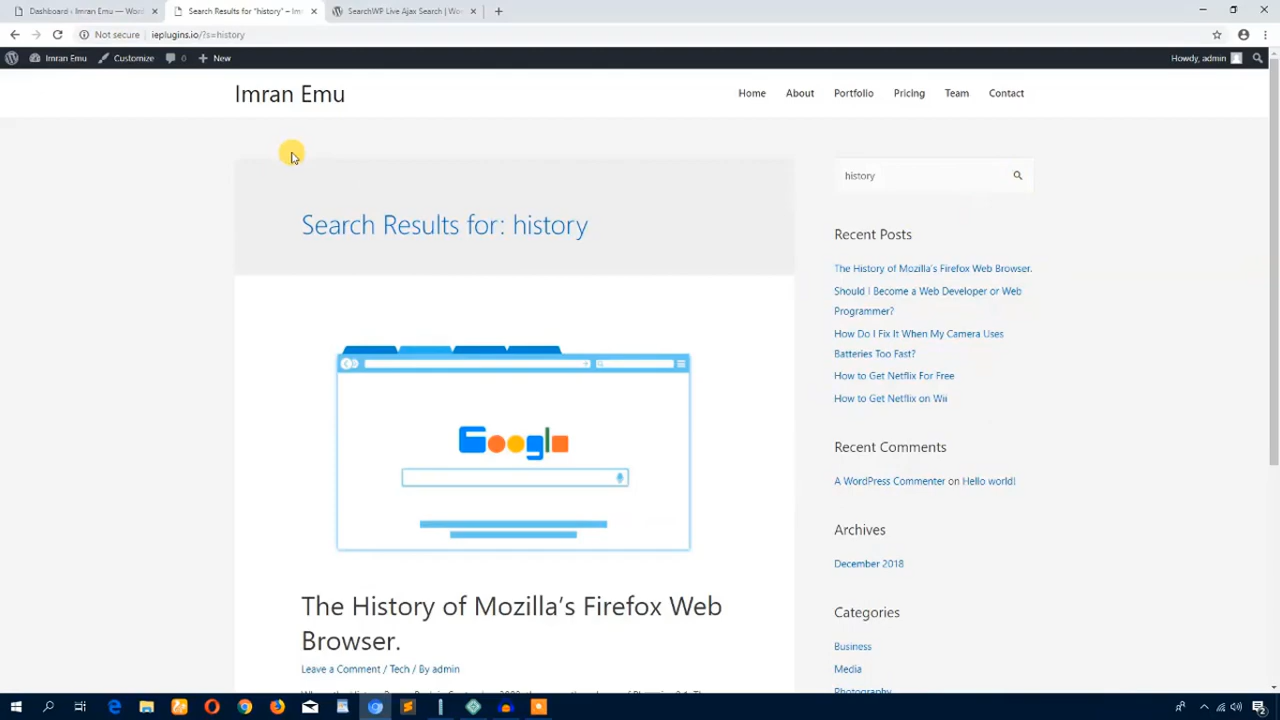 Dashboard ‹ Imran Emu — Wor
Search Results for "history" – Im
SearchWP Live Ajax Search | Wo
Not secure
ieplugins.io/?s=history
Imran Emu
Customize
0
New
Howdy, admin
Imran Emu
Home
About
Portfolio
Pricing
Team
Contact
history
Search Results for: history
Recent Posts
The History of Mozilla's Firefox Web Browser.
Should I Become a Web Developer or Web
Programmer?
How Do I Fix It When My Camera Uses
Batteries Too Fast?
How to Get Netflix For Free
How to Get Netflix on Wii
Google
Recent Comments
A WordPress Commenter on Hello world!
Archives
December 2018
Categories
Business
Media
Photography
The History of Mozilla's Firefox Web
Browser.
Leave a Comment / Tech / By admin